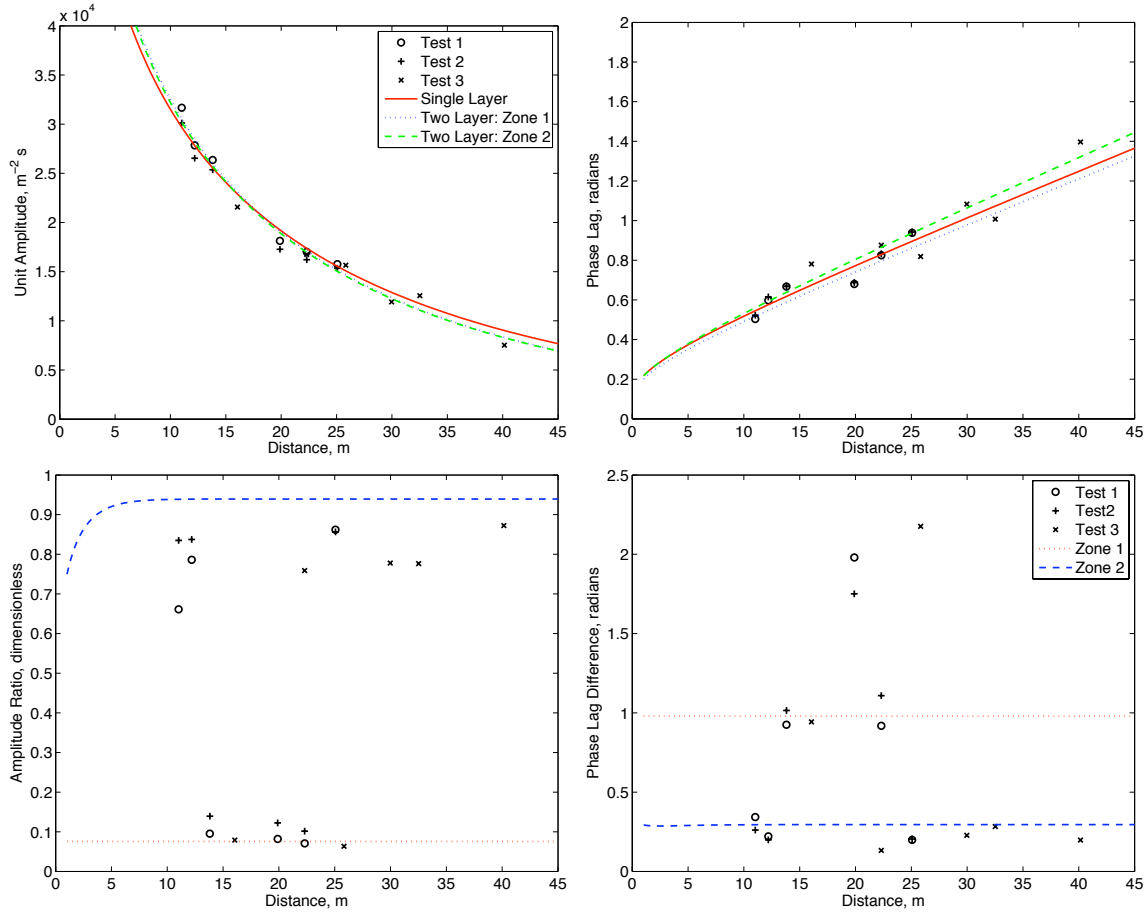 x 10⁴
4
3.5
3
2.5
2
1.5
1
0.5
0
0 5 10 15 20 25 30 35 40 45
Unit Amplitude, m⁻² s
Distance, m
Test 1
Test 2
Test 3
Single Layer
Two Layer: Zone 1
Two Layer: Zone 2
2
1.8
1.6
1.4
1.2
1
0.8
0.6
0.4
0.2
0
0 5 10 15 20 25 30 35 40 45
Phase Lag, radians
Distance, m
1
0.9
0.8
0.7
0.6
0.5
0.4
0.3
0.2
0.1
0
0 5 10 15 20 25 30 35 40 45
Amplitude Ratio, dimensionless
Distance, m
2.5
2
1.5
1
0.5
0
0 5 10 15 20 25 30 35 40 45
Phase Lag Difference, radians
Distance, m
Test 1
Test2
Test 3
Zone 1
Zone 2